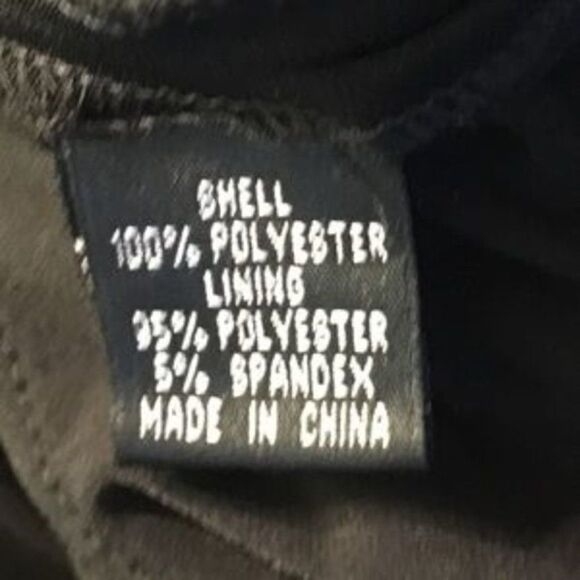 SHELL
100% POLYESTER
LINING
95% POLYESTER
5% SPANDEX
MADE IN CHINA